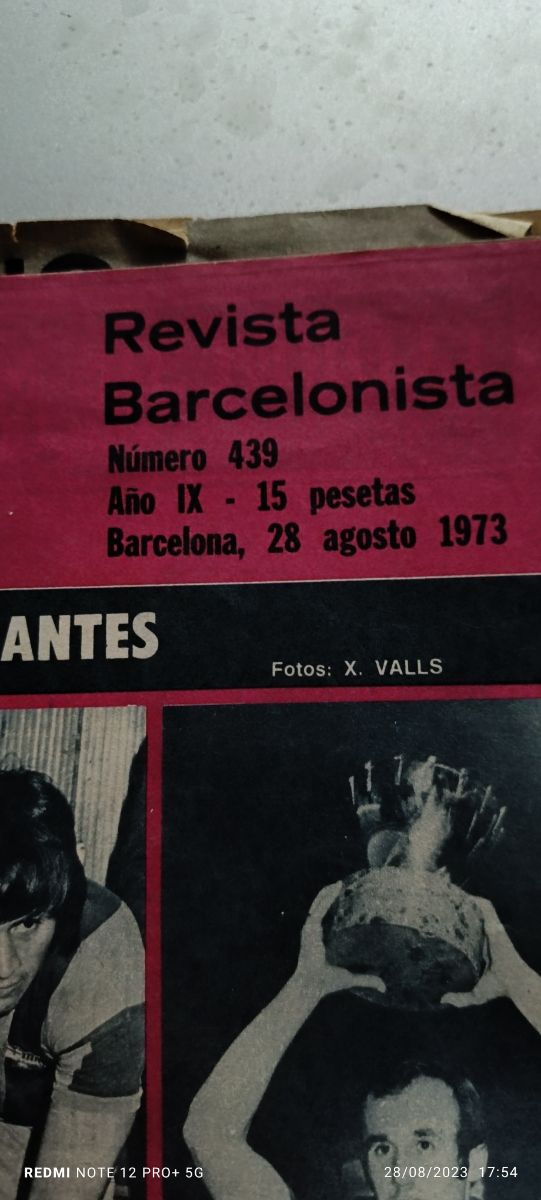 Revista
Barcelonista
Número 439
Año IX - 15 pesetas
Barcelona, 28 agosto 1973
ANTES
Fotos: X. VALLS
REDMI NOTE 12 PRO+ 5G
28/08/2023 17:54